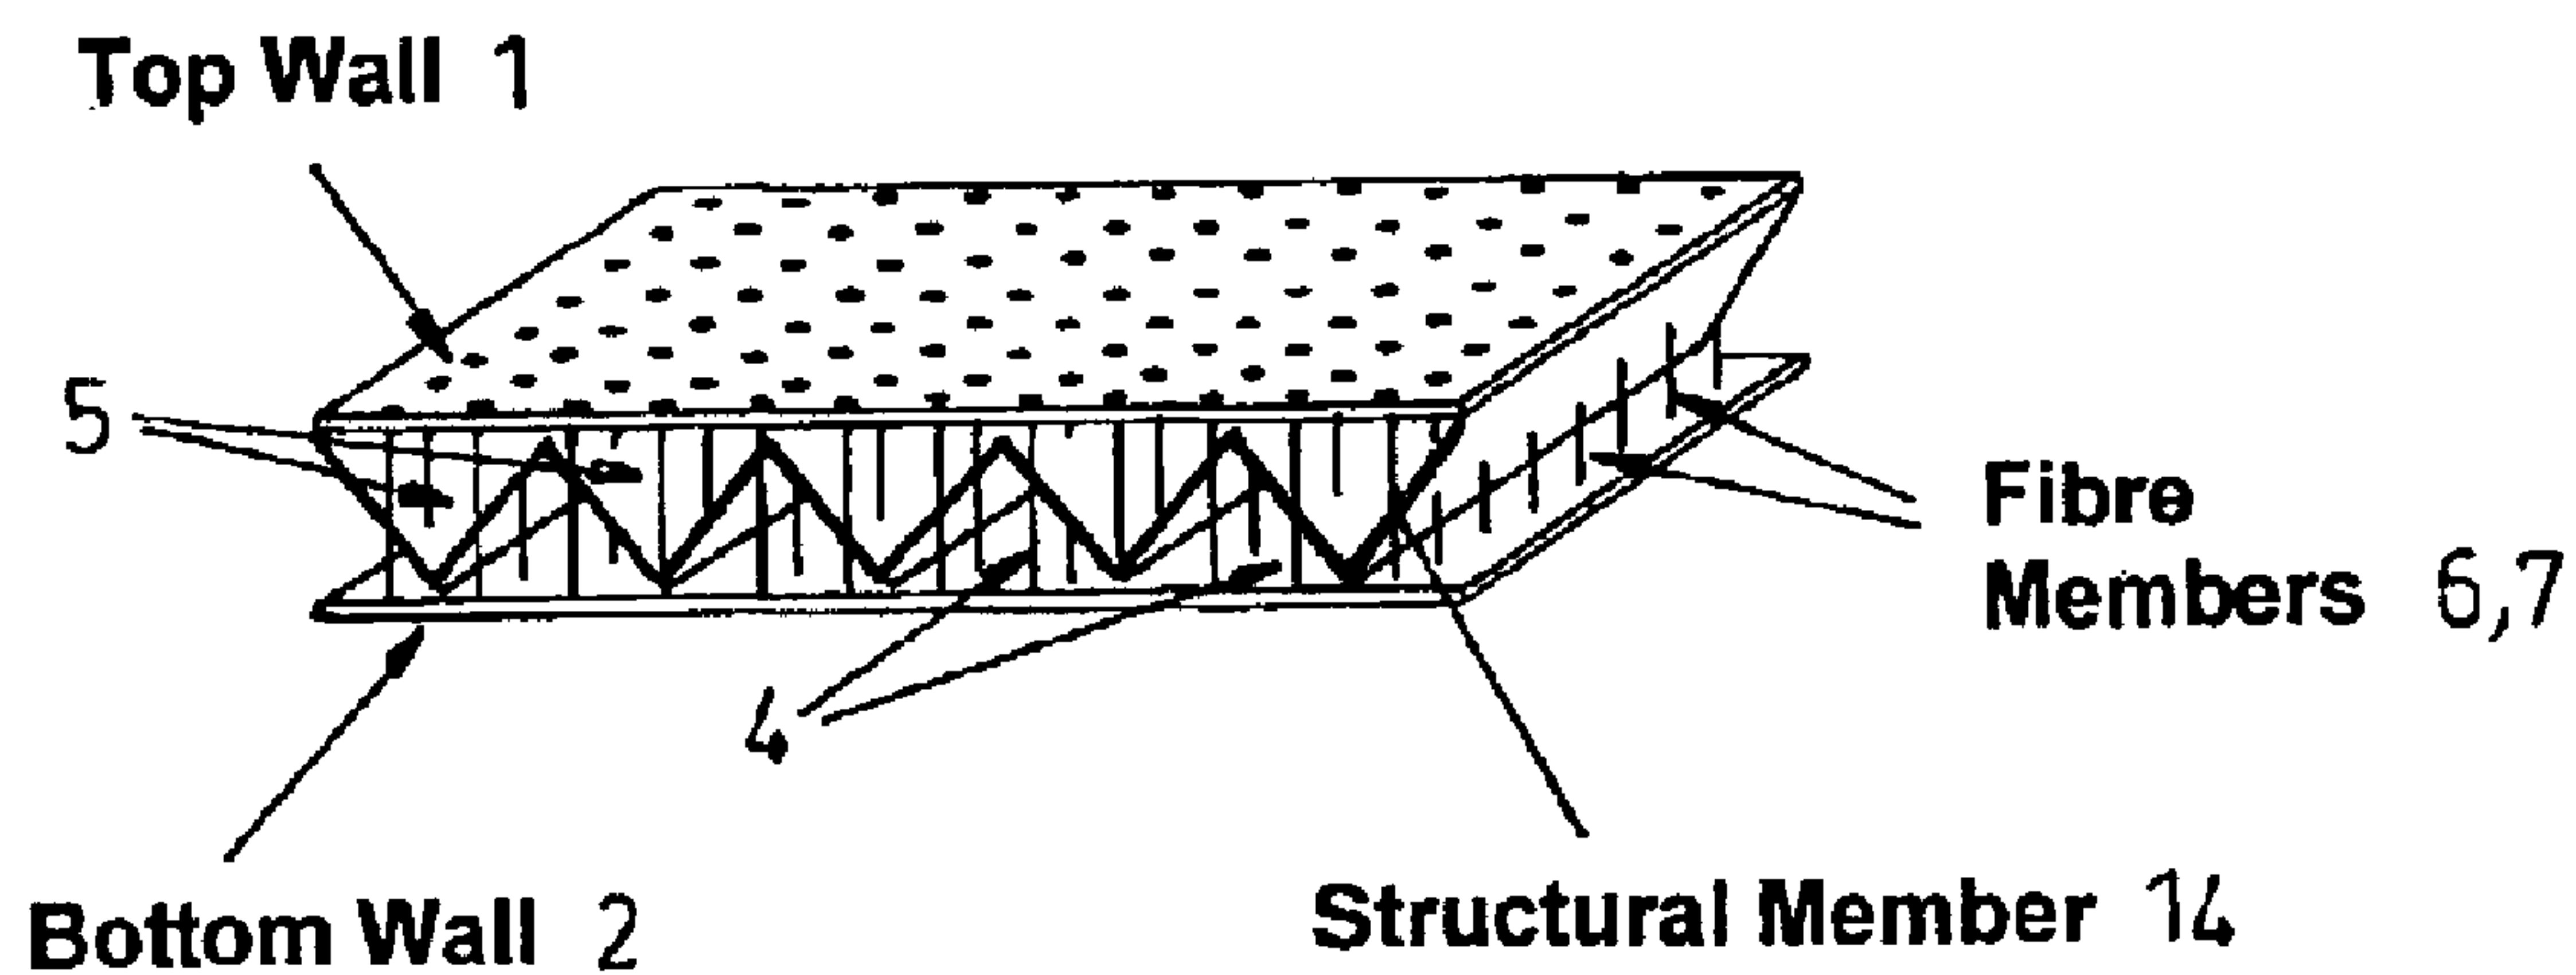 Top Wall 1
5
Fibre
Members 6,7
4
Structural Member 14
Bottom Wall 2